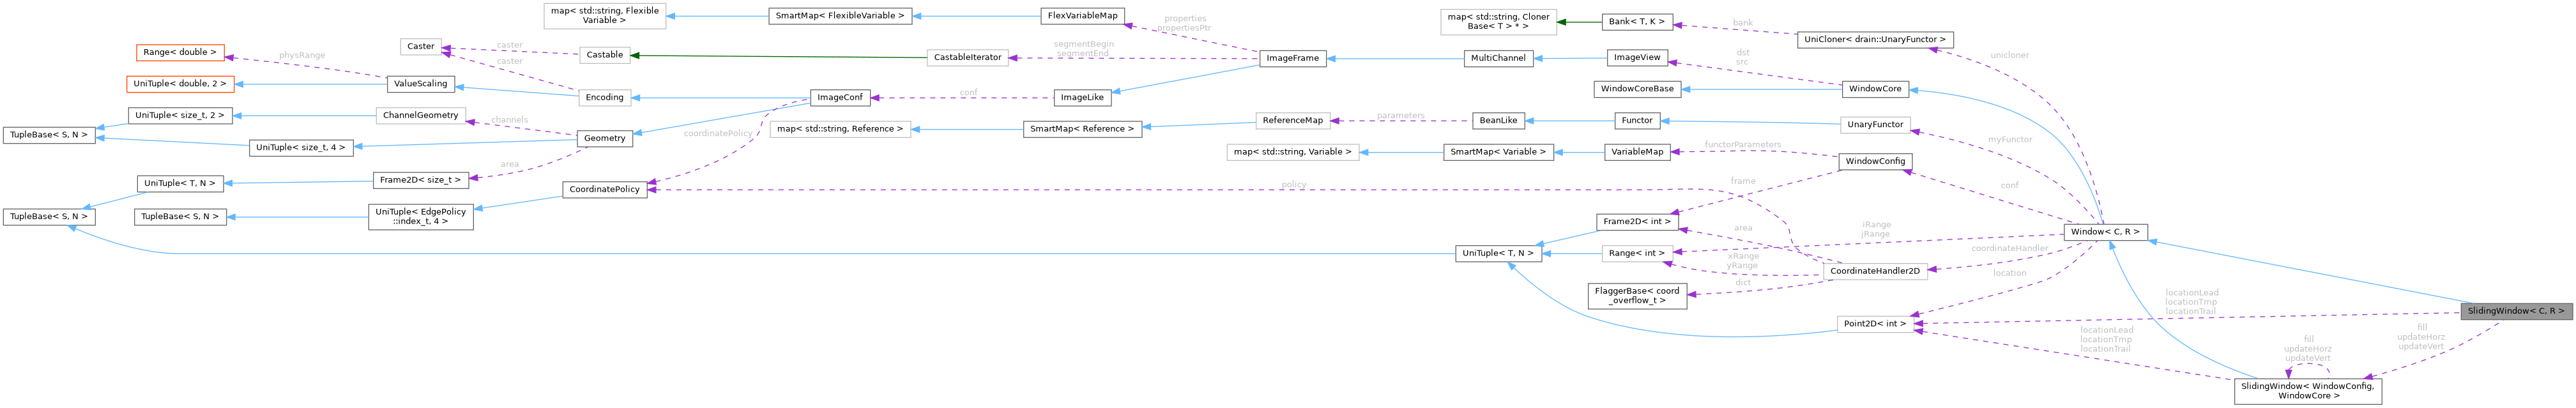 map< std::string, Flexible
Variable >
SmartMap< FlexibleVariable >
FlexVariableMap
properties
propertiesPtr
map< std::string, Cloner
Base< T > * >
Bank< T, K >
bank
UniCloner< drain::UnaryFunctor >
Range< double >
Caster
caster
Castable
CastableIterator
segmentBegin
segmentEnd
ImageFrame
MultiChannel
ImageView
dst
src
unicloner
physRange
caster
UniTuple< double, 2 >
ValueScaling
Encoding
ImageConf
conf
ImageLike
WindowCoreBase
WindowCore
UniTuple< size_t, 2 >
ChannelGeometry
channels
TupleBase< S, N >
UniTuple< size_t, 4 >
Geometry
coordinatePolicy
map< std::string, Reference >
SmartMap< Reference >
ReferenceMap
parameters
BeanLike
Functor
UnaryFunctor
myFunctor
map< std::string, Variable >
SmartMap< Variable >
VariableMap
functorParameters
WindowConfig
area
UniTuple< T, N >
Frame2D< size_t >
CoordinatePolicy
policy
frame
conf
TupleBase< S, N >
TupleBase< S, N >
UniTuple< EdgePolicy
::index_t, 4 >
Frame2D< int >
area
iRange
jRange
Window< C, R >
UniTuple< T, N >
Range< int >
xRange
yRange
coordinateHandler
CoordinateHandler2D
location
dict
FlaggerBase< coord
_overflow_t >
Point2D< int >
locationLead
locationTmp
locationTrail
SlidingWindow< C, R >
locationLead
locationTmp
locationTrail
fill
updateHorz
updateVert
fill
updateHorz
updateVert
SlidingWindow< WindowConfig,
WindowCore >